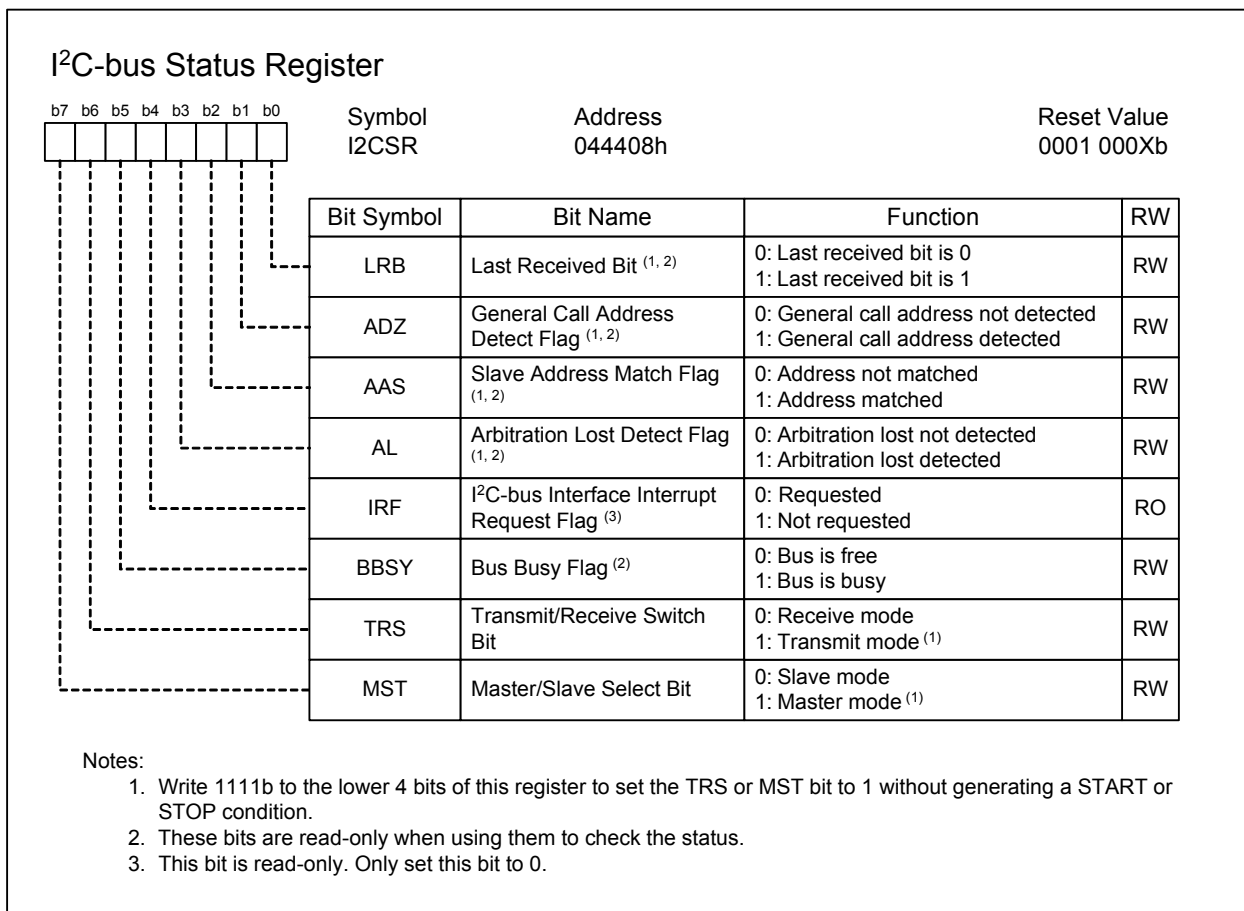 I²C-bus Status Register
b7 b6 b5 b4 b3 b2 b1 b0
Symbol Address Reset Value
I2CSR 044408h 0001 000Xb
Bit Symbol Bit Name Function RW
LRB Last Received Bit (1, 2) 0: Last received bit is 0
1: Last received bit is 1 RW
ADZ General Call Address
Detect Flag (1, 2) 0: General call address not detected
1: General call address detected RW
AAS Slave Address Match Flag
(1, 2) 0: Address not matched
1: Address matched RW
AL Arbitration Lost Detect Flag
(1, 2) 0: Arbitration lost not detected
1: Arbitration lost detected RW
IRF I²C-bus Interface Interrupt
Request Flag (3) 0: Requested
1: Not requested RO
BBSY Bus Busy Flag (2) 0: Bus is free
1: Bus is busy RW
TRS Transmit/Receive Switch
Bit 0: Receive mode
1: Transmit mode (1) RW
MST Master/Slave Select Bit 0: Slave mode
1: Master mode (1) RW
Notes:
1. Write 1111b to the lower 4 bits of this register to set the TRS or MST bit to 1 without generating a START or
STOP condition.
2. These bits are read-only when using them to check the status.
3. This bit is read-only. Only set this bit to 0.